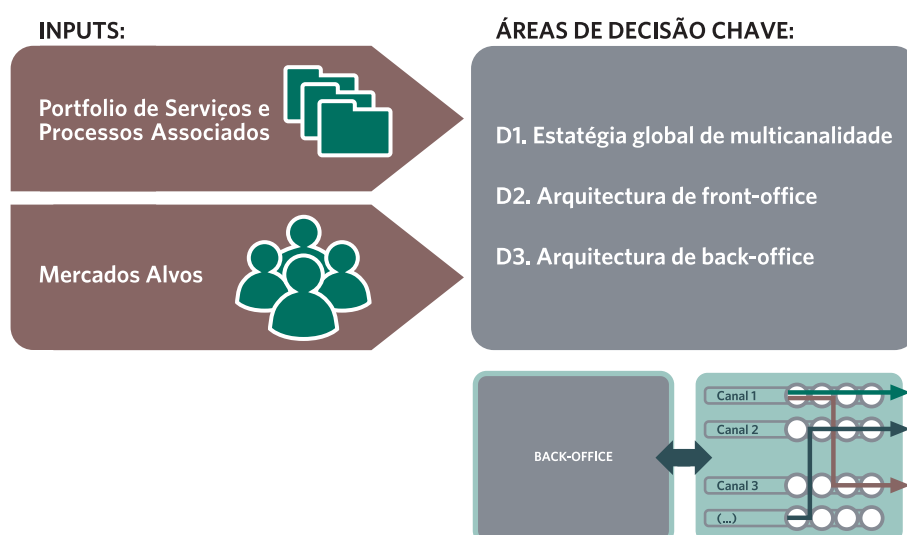 INPUTS:
Portfolio de Serviços e
Processos Associados
Mercados Alvos
ÁREAS DE DECISÃO CHAVE:
D1. Estatégia global de multicanalidade
D2. Arquitectura de front-office
D3. Arquitectura de back-office
BACK-OFFICE
Canal 1
Canal 2
Canal 3
(...)